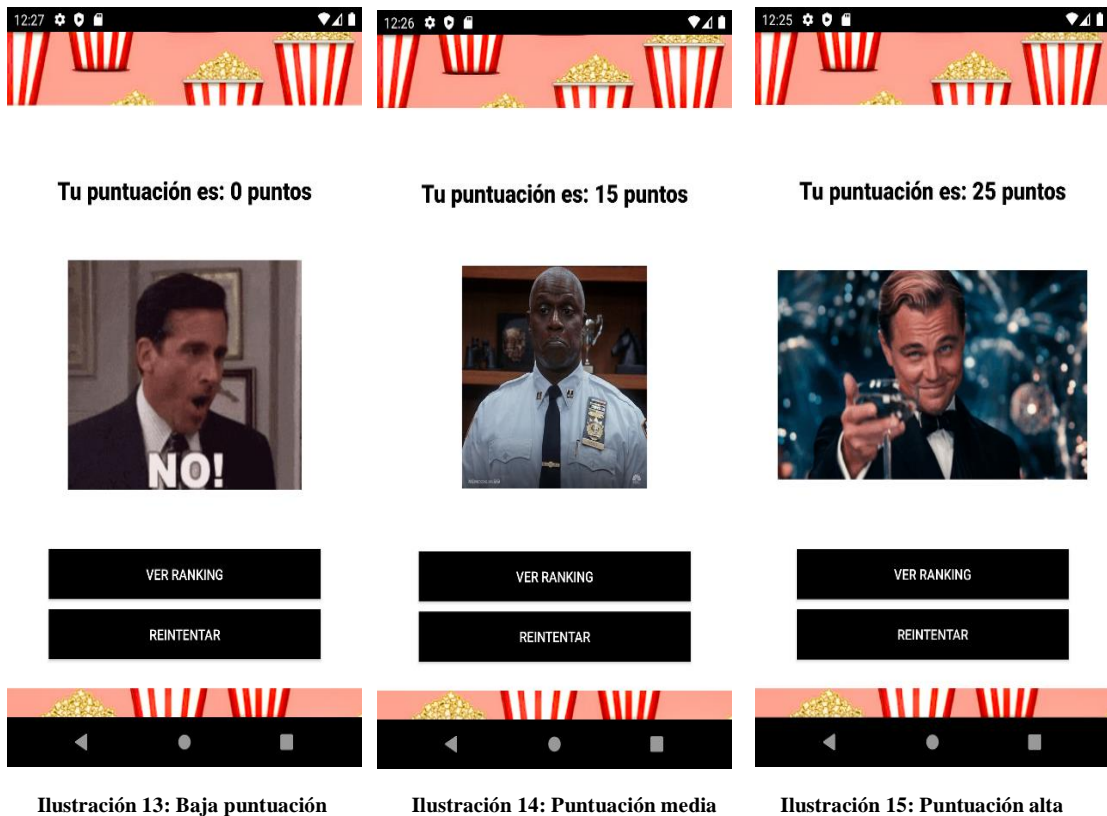 12:27
Tu puntuación es: 0 puntos
NO!
VER RANKING
REINTENTAR
Ilustración 13: Baja puntuación
12:26
Tu puntuación es: 15 puntos
VER RANKING
REINTENTAR
Ilustración 14: Puntuación media
12:25
Tu puntuación es: 25 puntos
VER RANKING
REINTENTAR
Ilustración 15: Puntuación alta